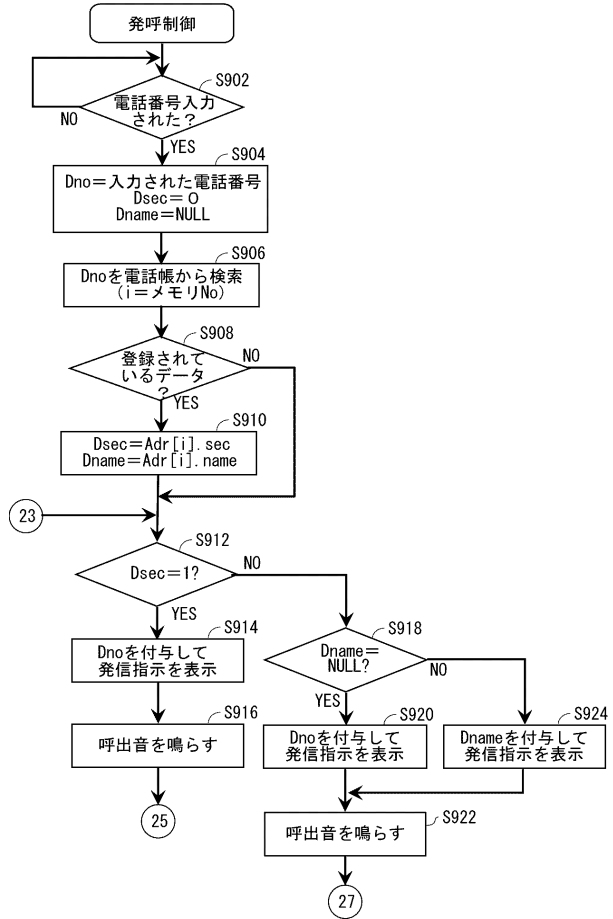 発呼制御
S902
電話番号入力
された？
NO
YES
S904
Dno＝入力された電話番号
Dsec＝０
Dname＝NULL
S906
Dnoを電話帳から検索
（i＝メモリNo）
S908
登録されて
いるデータ
？
NO
YES
S910
Dsec＝Adr[i].sec
Dname＝Adr[i].name
23
S912
Dsec＝1?
NO
YES
S914
Dnoを付与して
発信指示を表示
S918
Dname＝
NULL?
NO
YES
S916
呼出音を鳴らす
S920
Dnoを付与して
発信指示を表示
S924
Dnameを付与して
発信指示を表示
25
S922
呼出音を鳴らす
27